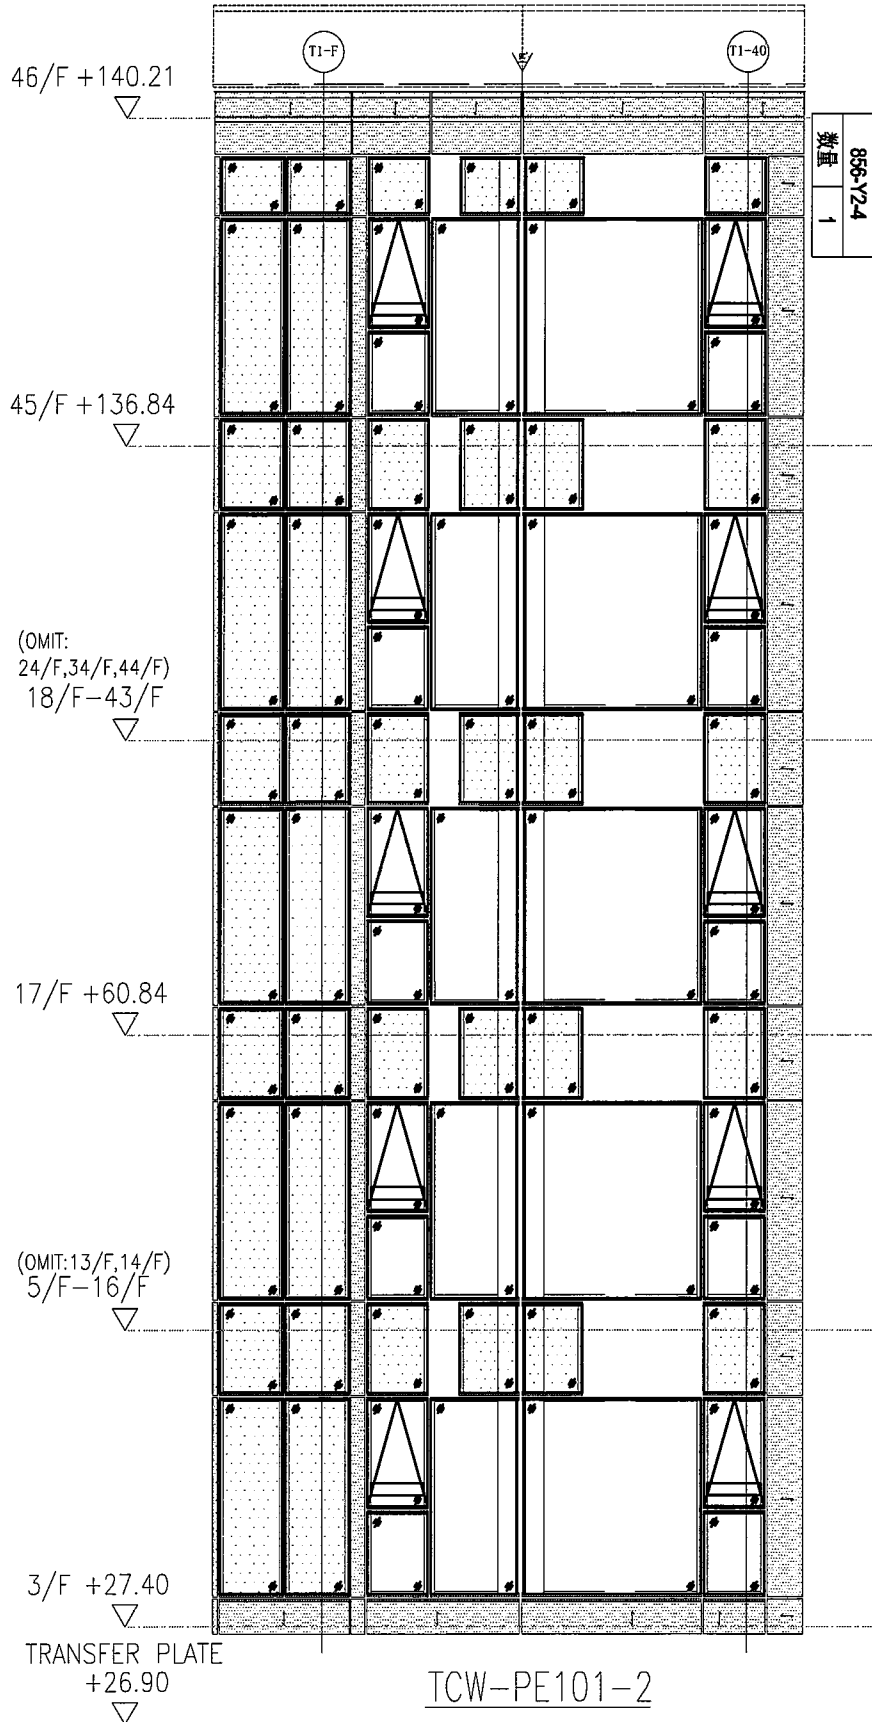 T1-F
T1-40
46/F +140.21
856-Y2-4
数量 1
45/F +136.84
(OMIT:
24/F,34/F,44/F)
18/F-43/F
17/F +60.84
(OMIT:13/F,14/F)
5/F-16/F
3/F +27.40
TRANSFER PLATE
+26.90
TCW-PE101-2